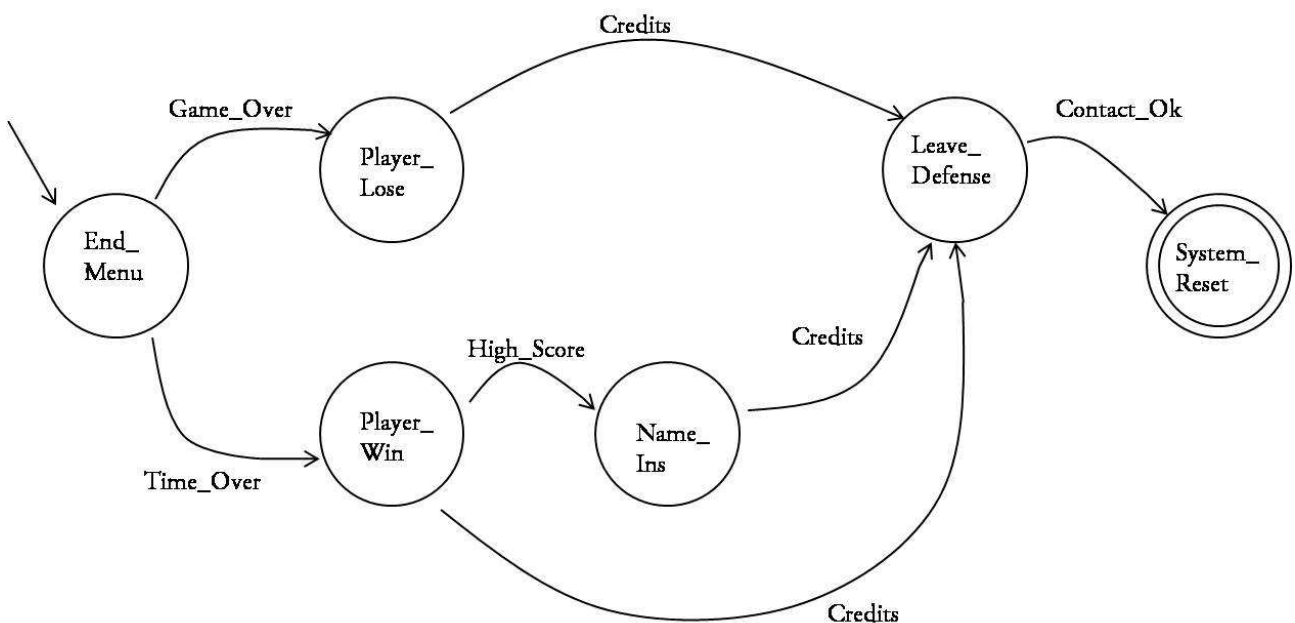 Credits
Game_Over
Contact_Ok
Player_
Lose
Leave_
Defense
End_
Menu
System_
Reset
High_Score
Credits
Player_
Win
Name_
Ins
Time_Over
Credits